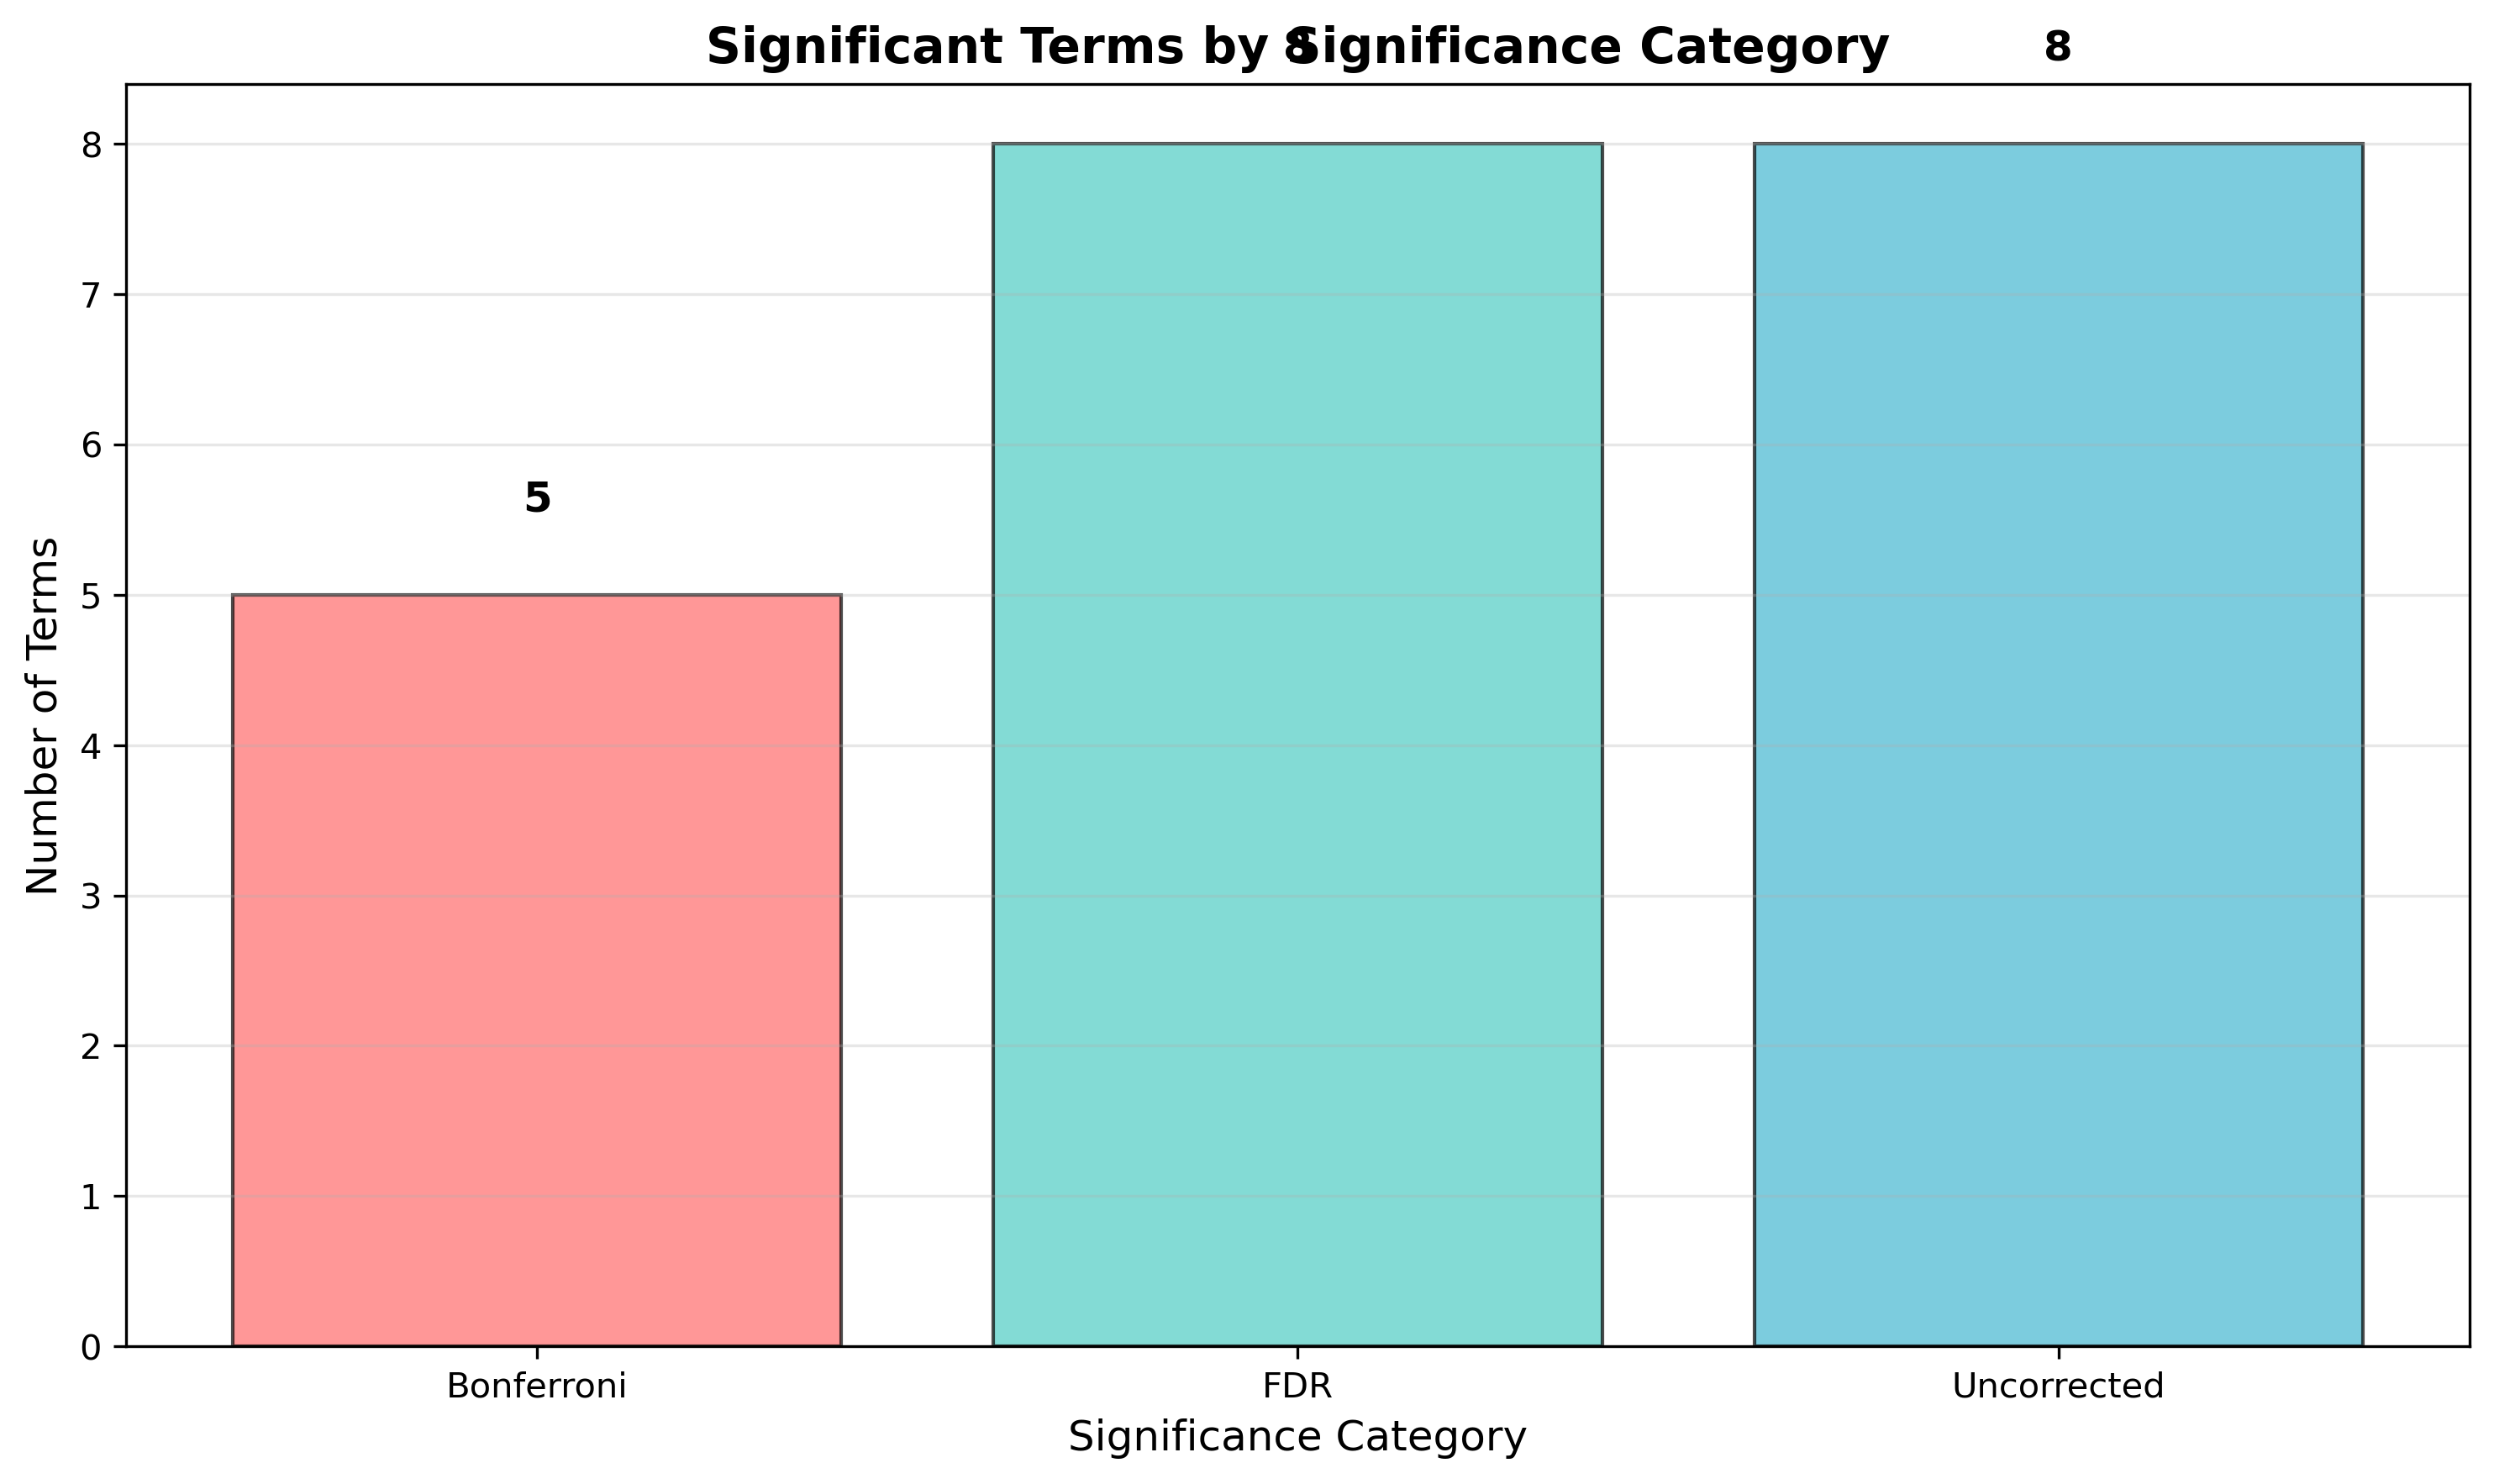 Significant Terms by Significance Category
8
8
8
7
6
5
4
3
2
1
0
5
Number of Terms
Bonferroni
FDR
Uncorrected
Significance Category